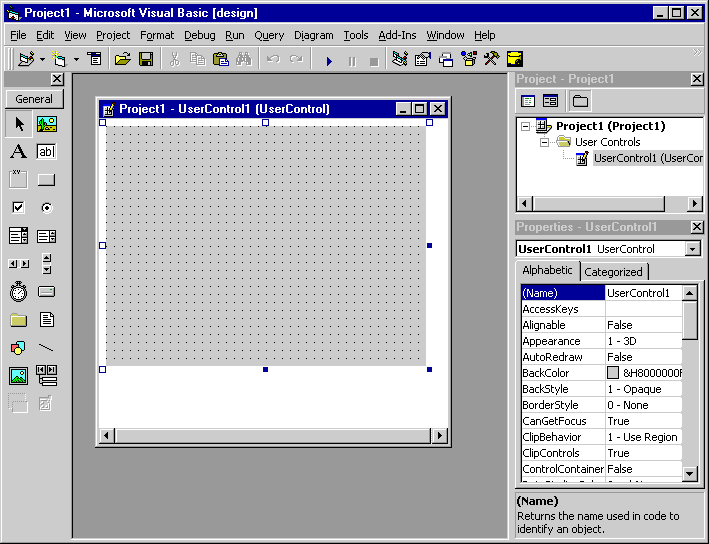 Project1 - Microsoft Visual Basic [design]
File Edit View Project Format Debug Run Query Diagram Tools Add-Ins Window Help
General
A ab|
xv
Project1 - UserControl1 (UserControl)
Project - Project1
Project1 (Project1)
User Controls
UserControl1 (UserCor
Properties - UserControl1
UserControl1 UserControl
Alphabetic Categorized
(Name) UserControl1
AccessKeys
Alignable False
Appearance 1 - 3D
AutoRedraw False
BackColor &H8000000F
BackStyle 1 - Opaque
BorderStyle 0 - None
CanGetFocus True
ClipBehavior 1 - Use Region
ClipControls True
ControlContainer False
(Name)
Returns the name used in code to
identify an object.